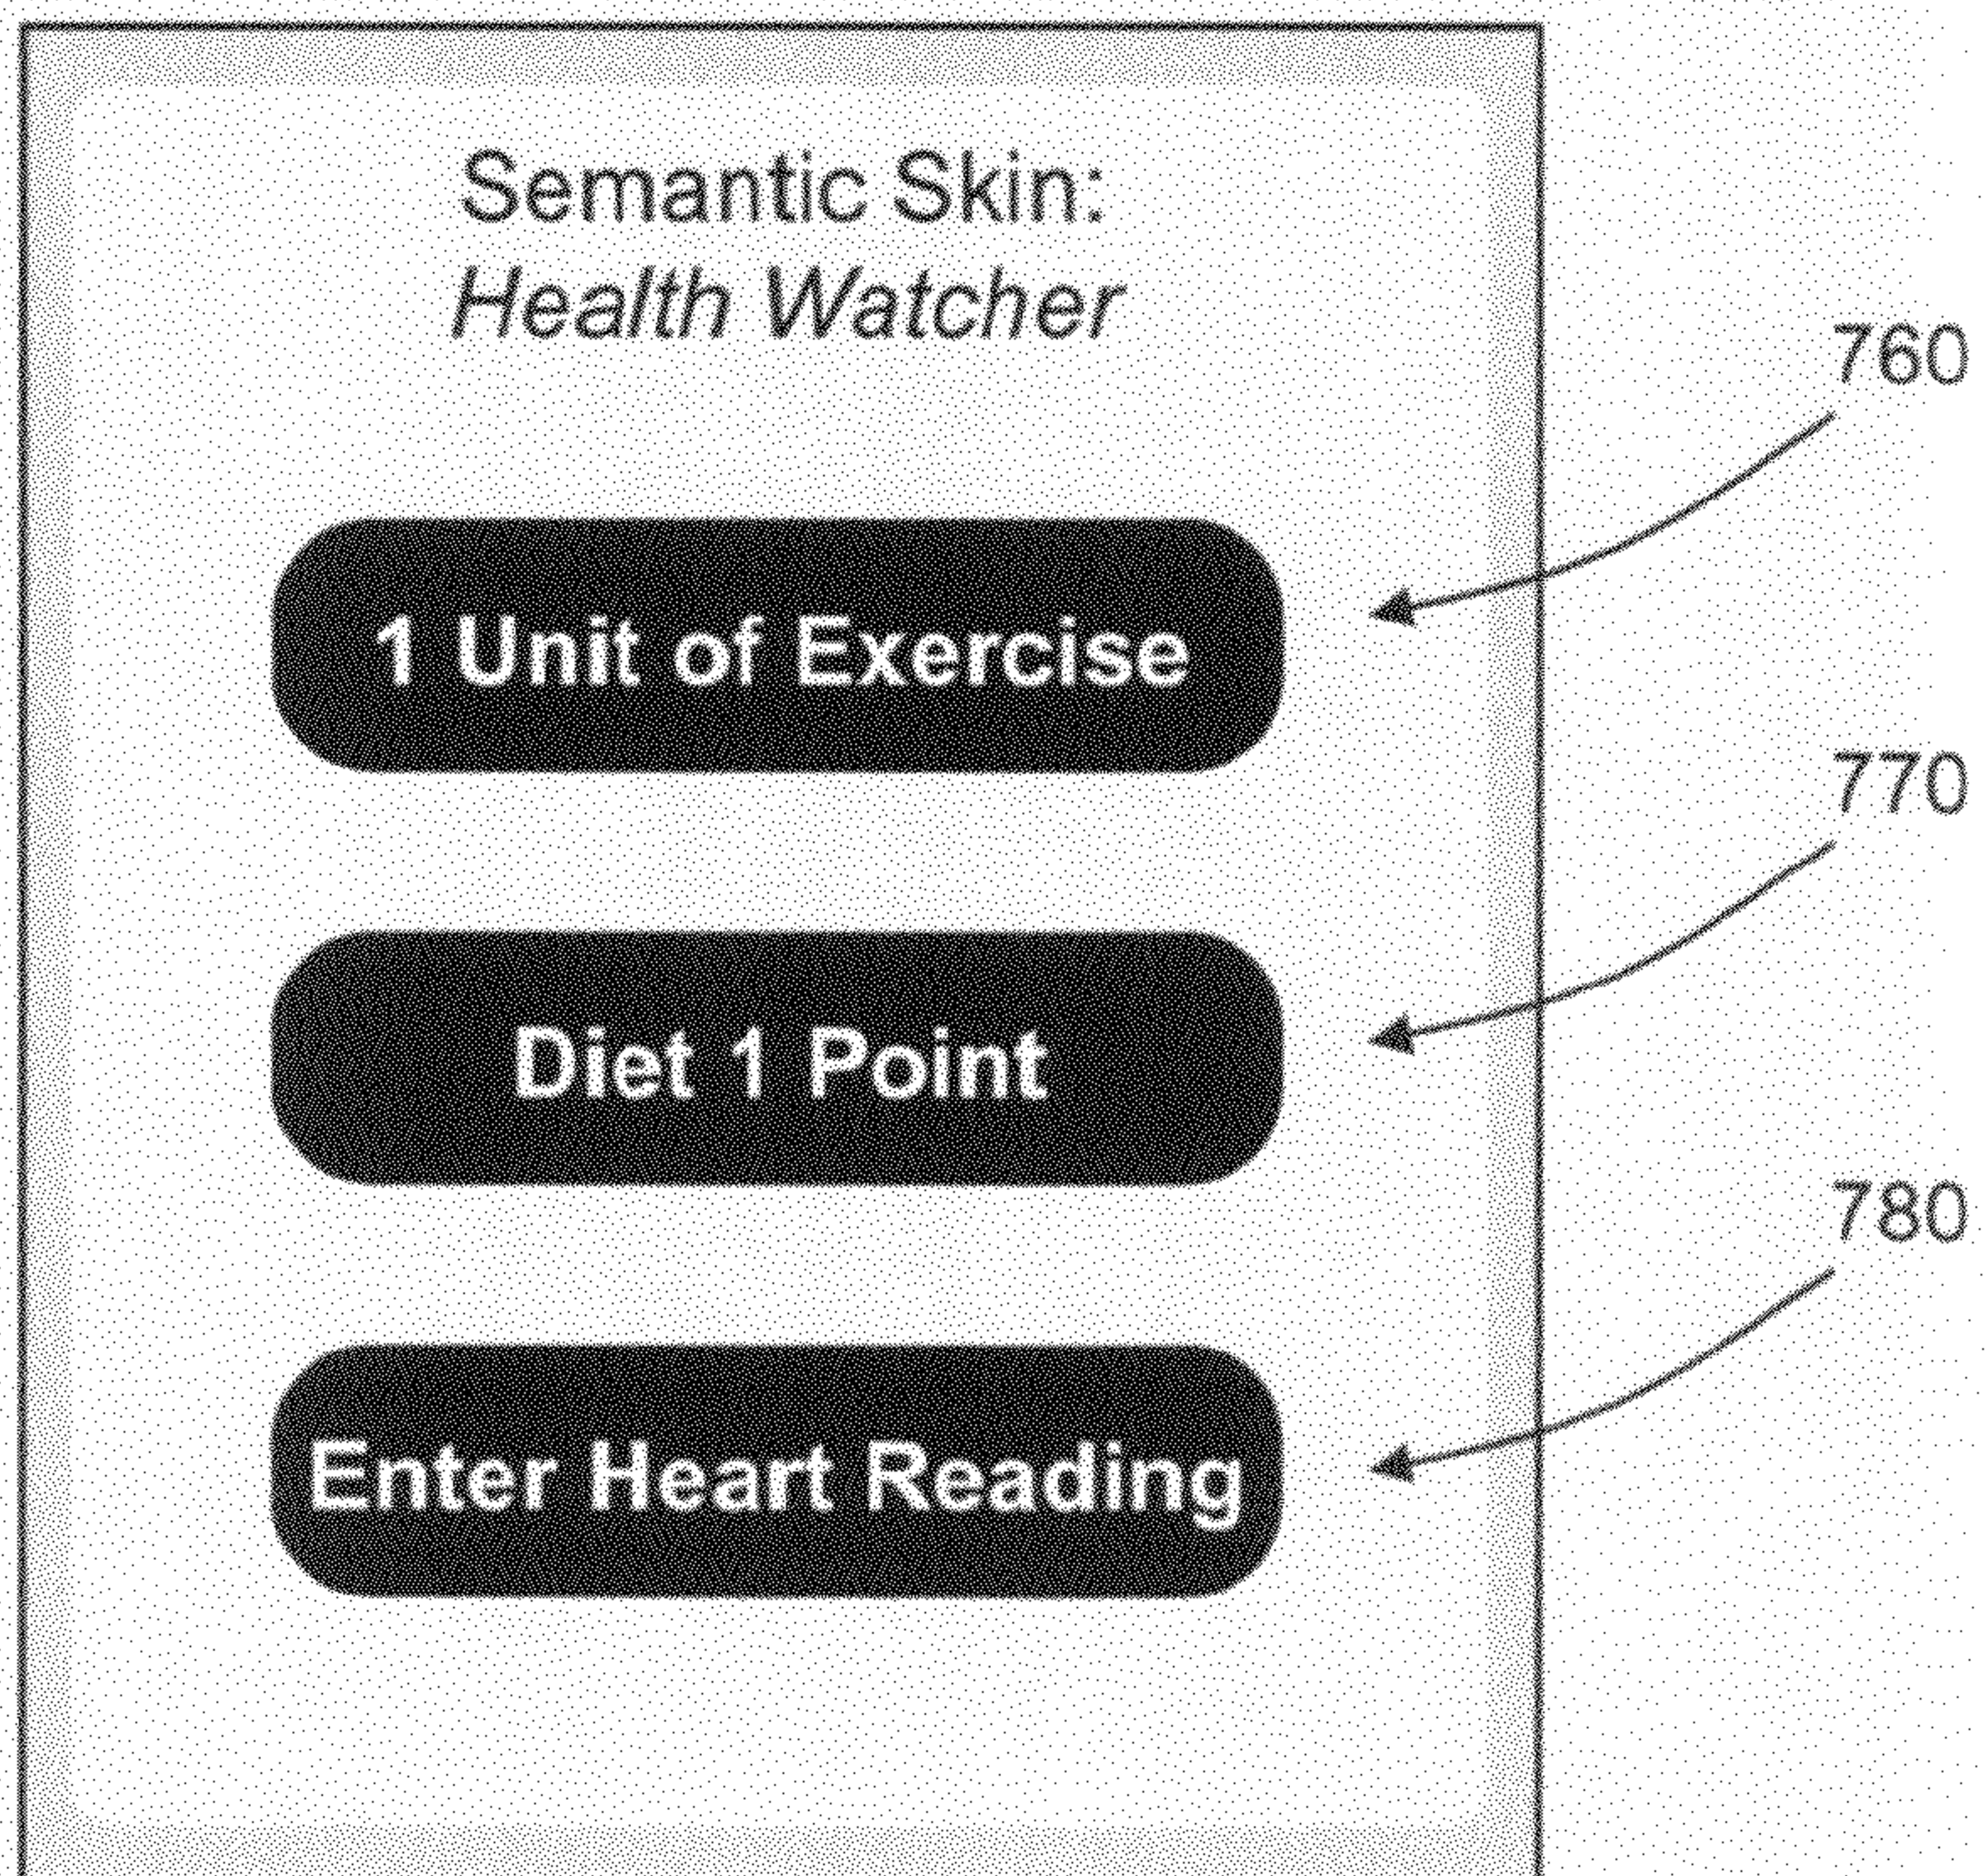 Semantic Skin:
Health Watcher
760
1 Unit of Exercise
770
Diet 1 Point
780
Enter Heart Reading